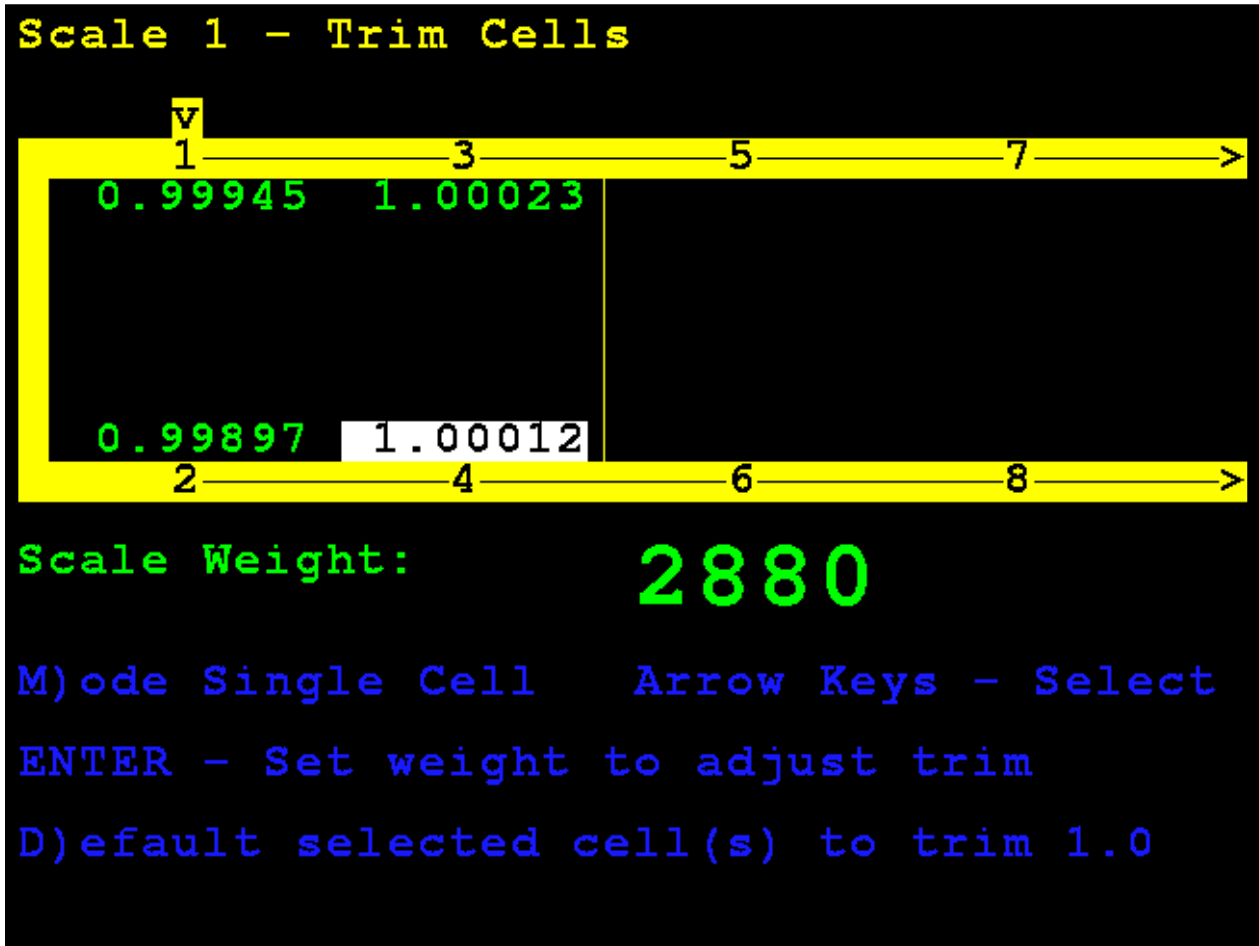 Scale 1 - Trim Cells
v
1 3 5 7 >
0.99945 1.00023
0.99897 1.00012
2 4 6 8 >
Scale Weight: 2880
M)ode Single Cell Arrow Keys - Select
ENTER - Set weight to adjust trim
D)efault selected cell(s) to trim 1.0